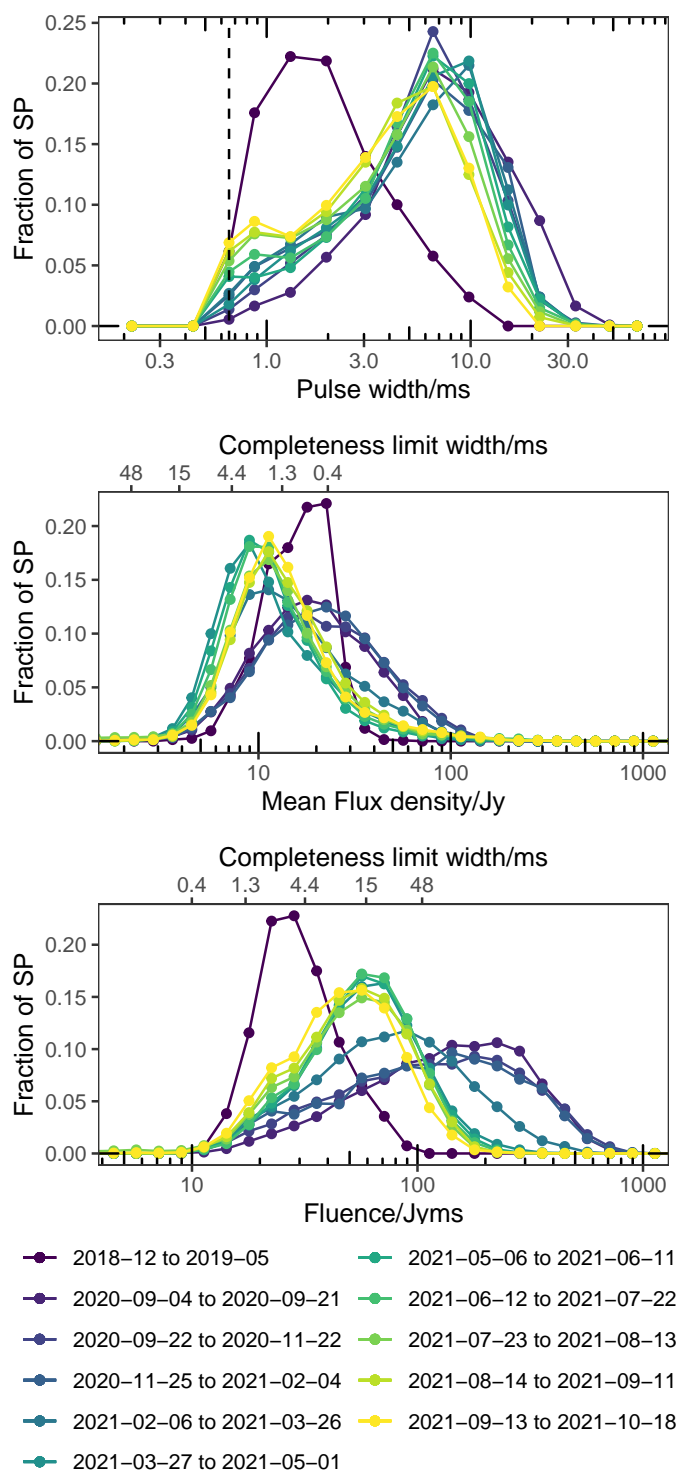 0.25
0.20
0.15
0.10
0.05
0.00
Fraction of SP
0.3 1.0 3.0 10.0 30.0
Pulse width/ms
Completeness limit width/ms
48 15 4.4 1.3 0.4
0.20
0.15
0.10
0.05
0.00
Fraction of SP
10 100 1000
Mean Flux density/Jy
Completeness limit width/ms
0.4 1.3 4.4 15 48
0.20
0.15
0.10
0.05
0.00
Fraction of SP
10 100 1000
Fluence/Jyms
2018−12 to 2019−05
2020−09−04 to 2020−09−21
2020−09−22 to 2020−11−22
2020−11−25 to 2021−02−04
2021−02−06 to 2021−03−26
2021−03−27 to 2021−05−01
2021−05−06 to 2021−06−11
2021−06−12 to 2021−07−22
2021−07−23 to 2021−08−13
2021−08−14 to 2021−09−11
2021−09−13 to 2021−10−18